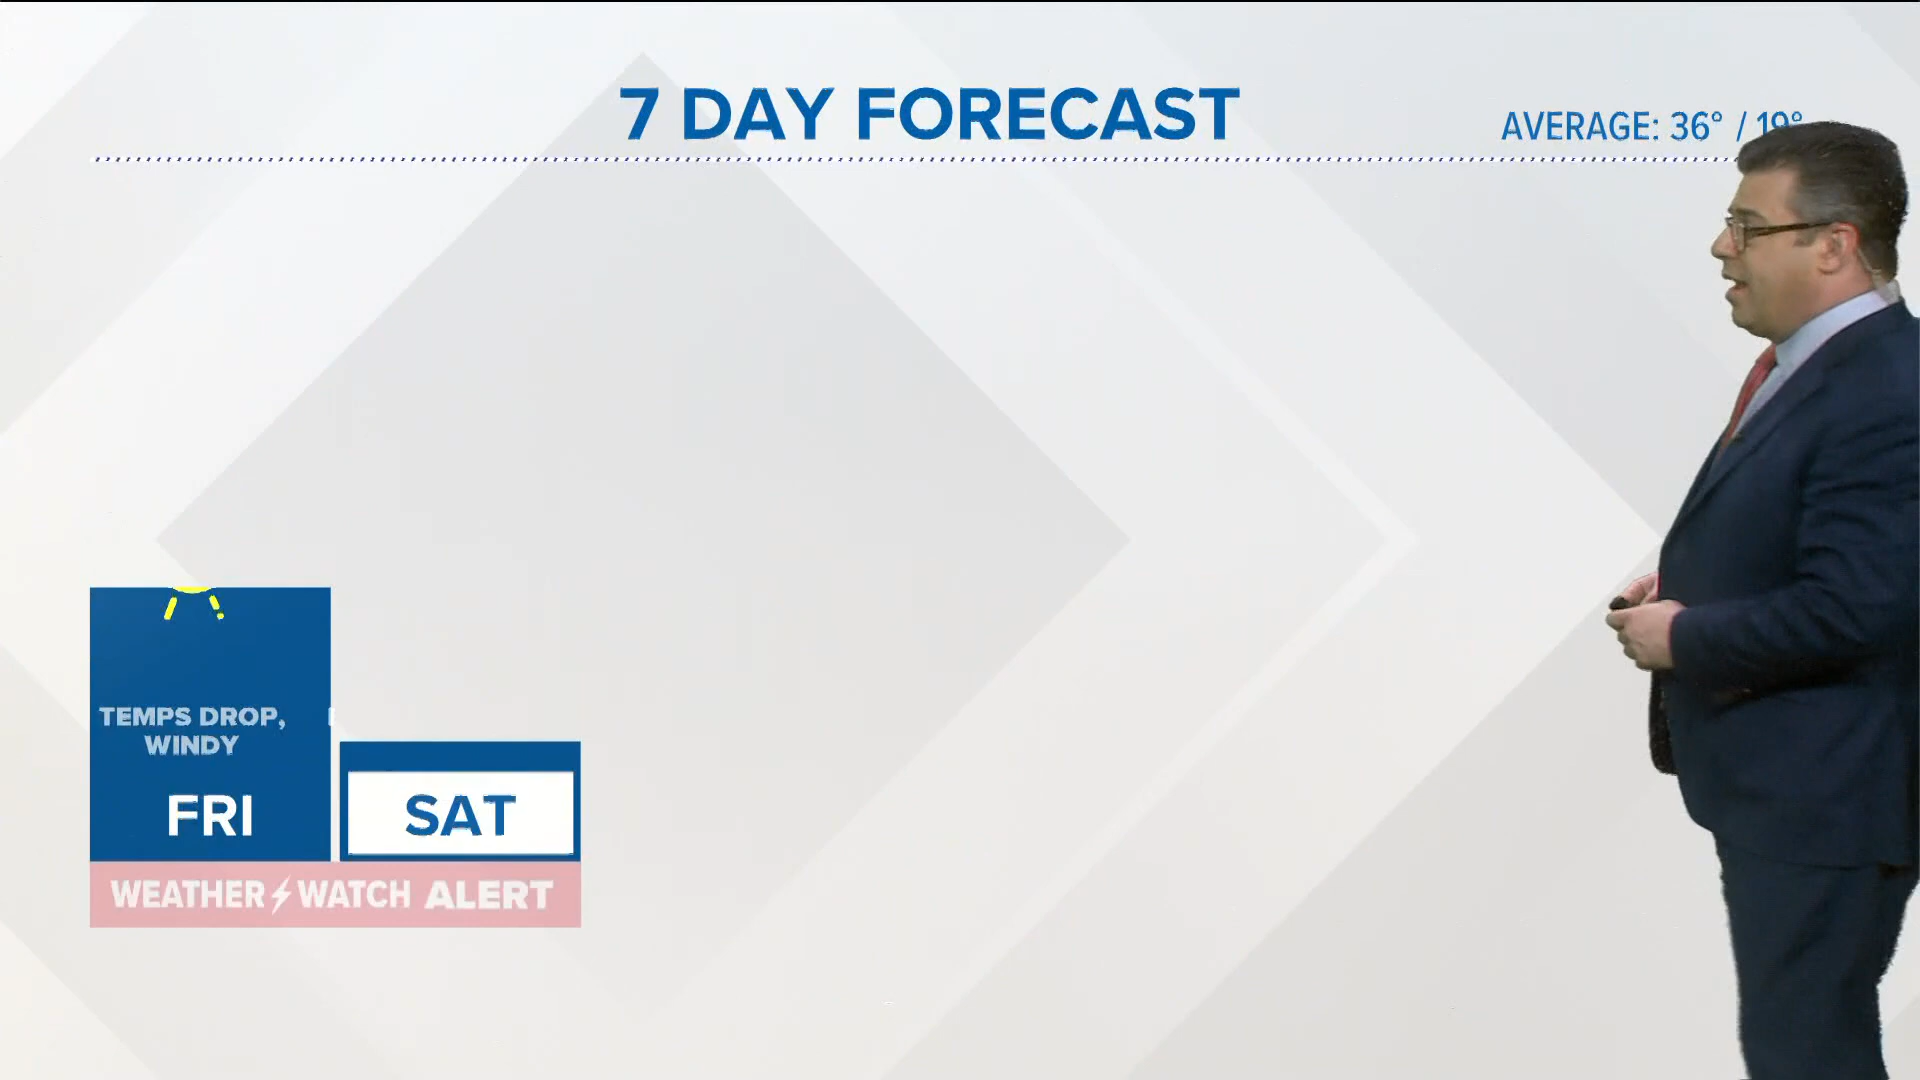 7 DAY FORECAST
AVERAGE: 36° / 19°
TEMPS DROP,
WINDY
FRI
SAT
WEATHER WATCH ALERT